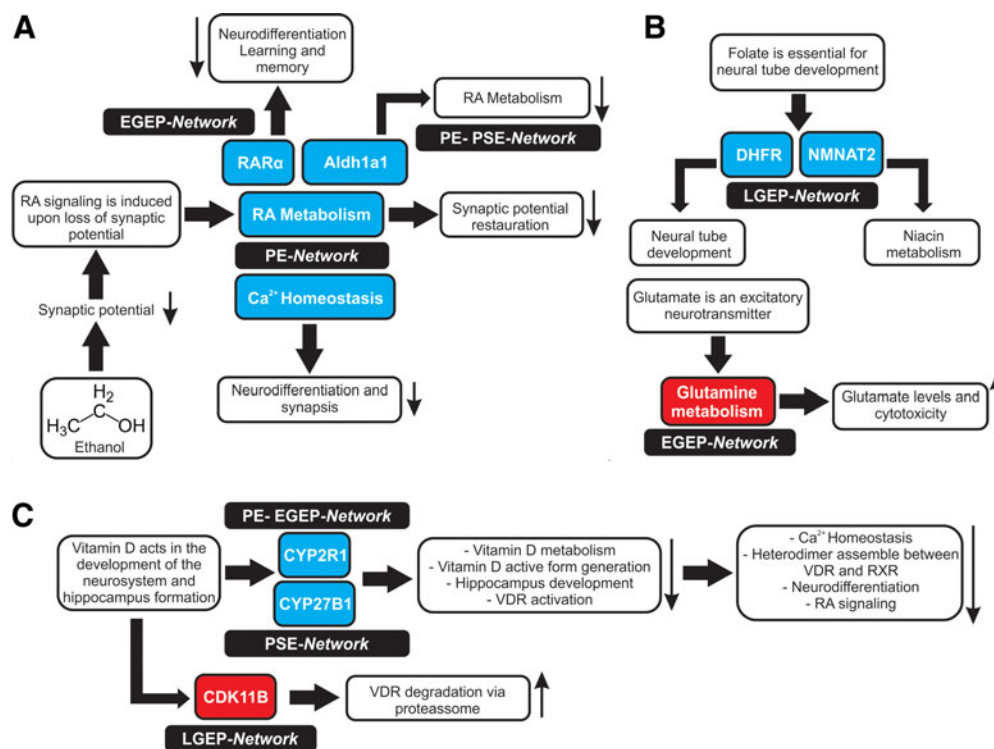 A
Neurodifferentiation
Learning and
memory
EGEP-Network
RARα
Aldh1a1
RA Metabolism
PE- PSE-Network
RA signaling is induced
upon loss of synaptic
potential
RA Metabolism
PE-Network
Synaptic potential
restauration
Ca²⁺ Homeostasis
Synaptic potential
Neurodifferentiation and
synapsis
H₂
C
H₃C
OH
Ethanol
B
Folate is essential for
neural tube development
DHFR
NMNAT2
LGEP-Network
Neural tube
development
Niacin
metabolism
Glutamate is an excitatory
neurotransmitter
Glutamine
metabolism
EGEP-Network
Glutamate levels and
cytotoxicity
C
PE- EGEP-Network
Vitamin D acts in the
development of the
neurosystem and
hippocampus formation
CYP2R1
CYP27B1
PSE-Network
- Vitamin D metabolism
- Vitamin D active form generation
- Hippocampus development
- VDR activation
- Ca²⁺ Homeostasis
- Heterodimer assemble between
VDR and RXR
- Neurodifferentiation
- RA signaling
CDK11B
LGEP-Network
VDR degradation via
proteassome